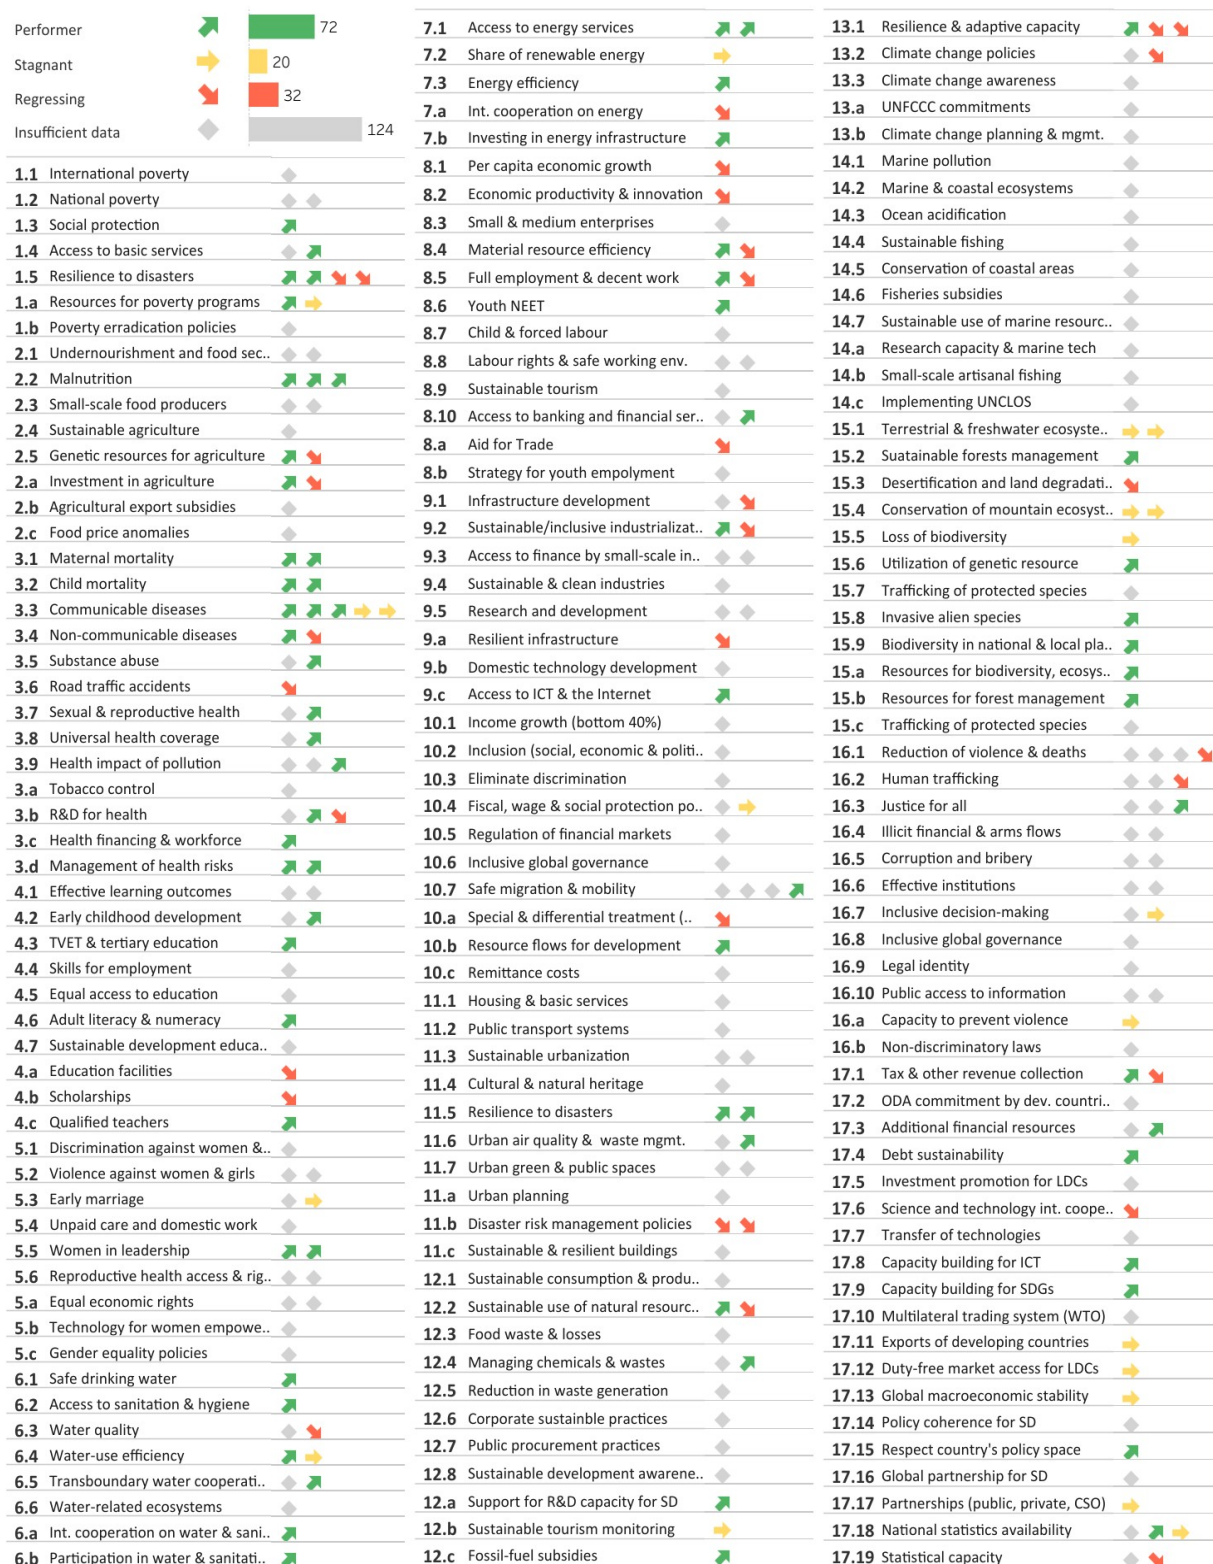 Performer 72
Stagnant 20
Regressing 32
Insufficient data 124
1.1 International poverty
1.2 National poverty
1.3 Social protection
1.4 Access to basic services
1.5 Resilience to disasters
1.a Resources for poverty programs
1.b Poverty erradication policies
2.1 Undernourishment and food sec..
2.2 Malnutrition
2.3 Small-scale food producers
2.4 Sustainable agriculture
2.5 Genetic resources for agriculture
2.a Investment in agriculture
2.b Agricultural export subsidies
2.c Food price anomalies
3.1 Maternal mortality
3.2 Child mortality
3.3 Communicable diseases
3.4 Non-communicable diseases
3.5 Substance abuse
3.6 Road traffic accidents
3.7 Sexual & reproductive health
3.8 Universal health coverage
3.9 Health impact of pollution
3.a Tobacco control
3.b R&D for health
3.c Health financing & workforce
3.d Management of health risks
4.1 Effective learning outcomes
4.2 Early childhood development
4.3 TVET & tertiary education
4.4 Skills for employment
4.5 Equal access to education
4.6 Adult literacy & numeracy
4.7 Sustainable development educa..
4.a Education facilities
4.b Scholarships
4.c Qualified teachers
5.1 Discrimination against women &..
5.2 Violence against women & girls
5.3 Early marriage
5.4 Unpaid care and domestic work
5.5 Women in leadership
5.6 Reproductive health access & rig..
5.a Equal economic rights
5.b Technology for women empowe..
5.c Gender equality policies
6.1 Safe drinking water
6.2 Access to sanitation & hygiene
6.3 Water quality
6.4 Water-use efficiency
6.5 Transboundary water cooperati..
6.6 Water-related ecosystems
6.a Int. cooperation on water & sani..
6.b Participation in water & sanitati..
7.1 Access to energy services
7.2 Share of renewable energy
7.3 Energy efficiency
7.a Int. cooperation on energy
7.b Investing in energy infrastructure
8.1 Per capita economic growth
8.2 Economic productivity & innovation
8.3 Small & medium enterprises
8.4 Material resource efficiency
8.5 Full employment & decent work
8.6 Youth NEET
8.7 Child & forced labour
8.8 Labour rights & safe working env.
8.9 Sustainable tourism
8.10 Access to banking and financial ser..
8.a Aid for Trade
8.b Strategy for youth empolyment
9.1 Infrastructure development
9.2 Sustainable/inclusive industrializat..
9.3 Access to finance by small-scale in..
9.4 Sustainable & clean industries
9.5 Research and development
9.a Resilient infrastructure
9.b Domestic technology development
9.c Access to ICT & the Internet
10.1 Income growth (bottom 40%)
10.2 Inclusion (social, economic & politi..
10.3 Eliminate discrimination
10.4 Fiscal, wage & social protection po..
10.5 Regulation of financial markets
10.6 Inclusive global governance
10.7 Safe migration & mobility
10.a Special & differential treatment (..
10.b Resource flows for development
10.c Remittance costs
11.1 Housing & basic services
11.2 Public transport systems
11.3 Sustainable urbanization
11.4 Cultural & natural heritage
11.5 Resilience to disasters
11.6 Urban air quality & waste mgmt.
11.7 Urban green & public spaces
11.a Urban planning
11.b Disaster risk management policies
11.c Sustainable & resilient buildings
12.1 Sustainable consumption & produ..
12.2 Sustainable use of natural resourc..
12.3 Food waste & losses
12.4 Managing chemicals & wastes
12.5 Reduction in waste generation
12.6 Corporate sustainble practices
12.7 Public procurement practices
12.8 Sustainable development awarene..
12.a Support for R&D capacity for SD
12.b Sustainable tourism monitoring
12.c Fossil-fuel subsidies
13.1 Resilience & adaptive capacity
13.2 Climate change policies
13.3 Climate change awareness
13.a UNFCCC commitments
13.b Climate change planning & mgmt.
14.1 Marine pollution
14.2 Marine & coastal ecosystems
14.3 Ocean acidification
14.4 Sustainable fishing
14.5 Conservation of coastal areas
14.6 Fisheries subsidies
14.7 Sustainable use of marine resourc..
14.a Research capacity & marine tech
14.b Small-scale artisanal fishing
14.c Implementing UNCLOS
15.1 Terrestrial & freshwater ecosyste..
15.2 Suatainable forests management
15.3 Desertification and land degradati..
15.4 Conservation of mountain ecosyst..
15.5 Loss of biodiversity
15.6 Utilization of genetic resource
15.7 Trafficking of protected species
15.8 Invasive alien species
15.9 Biodiversity in national & local pla..
15.a Resources for biodiversity, ecosys..
15.b Resources for forest management
15.c Trafficking of protected species
16.1 Reduction of violence & deaths
16.2 Human trafficking
16.3 Justice for all
16.4 Illicit financial & arms flows
16.5 Corruption and bribery
16.6 Effective institutions
16.7 Inclusive decision-making
16.8 Inclusive global governance
16.9 Legal identity
16.10 Public access to information
16.a Capacity to prevent violence
16.b Non-discriminatory laws
17.1 Tax & other revenue collection
17.2 ODA commitment by dev. countri..
17.3 Additional financial resources
17.4 Debt sustainability
17.5 Investment promotion for LDCs
17.6 Science and technology int. coope..
17.7 Transfer of technologies
17.8 Capacity building for ICT
17.9 Capacity building for SDGs
17.10 Multilateral trading system (WTO)
17.11 Exports of developing countries
17.12 Duty-free market access for LDCs
17.13 Global macroeconomic stability
17.14 Policy coherence for SD
17.15 Respect country's policy space
17.16 Global partnership for SD
17.17 Partnerships (public, private, CSO)
17.18 National statistics availability
17.19 Statistical capacity